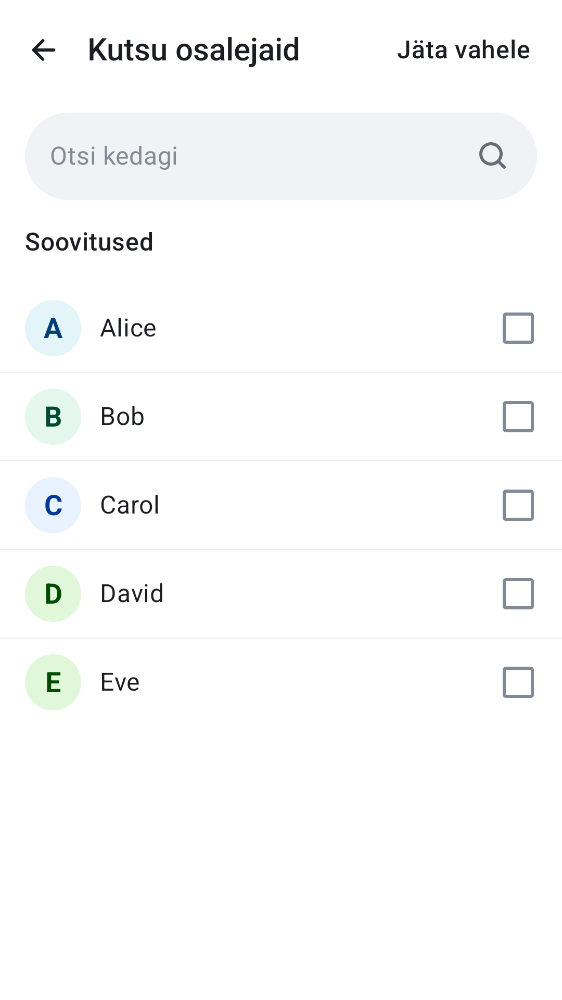 Kutsu osalejaid Jäta vahele
Otsi kedagi
Soovitused
A Alice
B Bob
C Carol
D David
E Eve